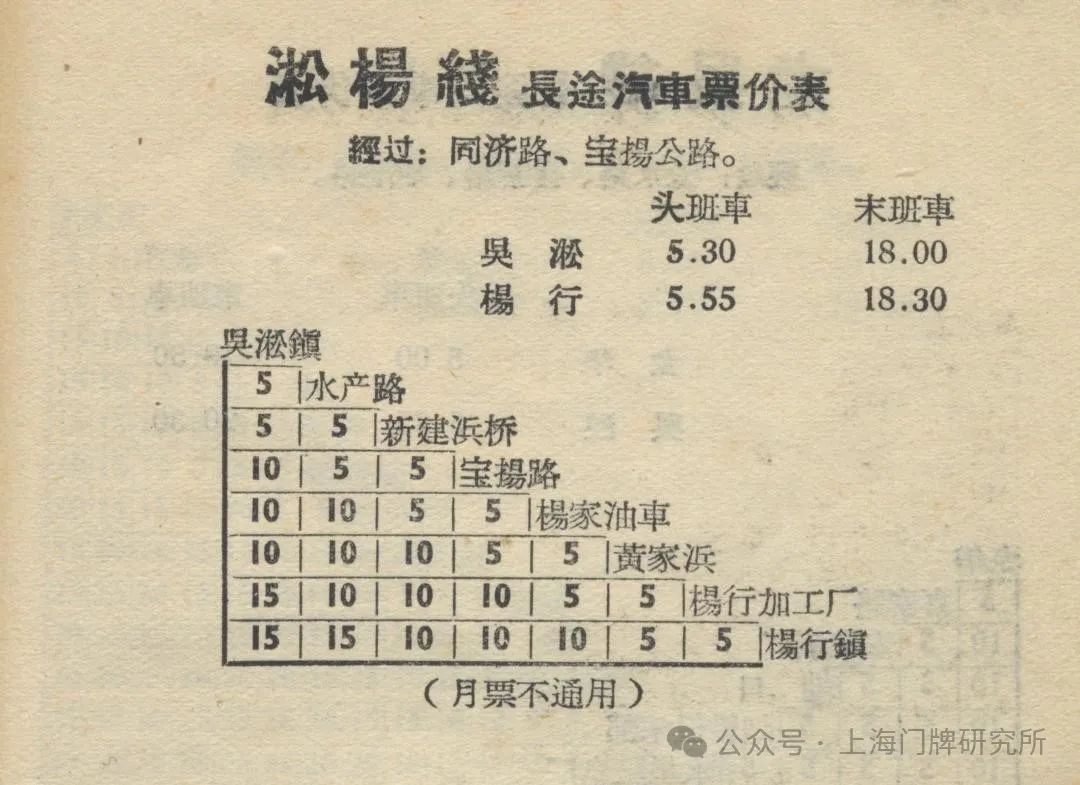 淞楊綫 長途汽車票价表
經过：同济路、宝揚公路。
头班車 末班車
吳淞 5.30 18.00
楊行 5.55 18.30
吳淞鎭
5 水产路
5 5 新建浜桥
10 5 5 宝揚路
10 10 5 5 楊家油車
10 10 10 5 5 黃家浜
15 10 10 10 5 5 楊行加工厂
15 15 10 10 10 5 5 楊行鎭
（月票不通用）
公众号 · 上海门牌研究所